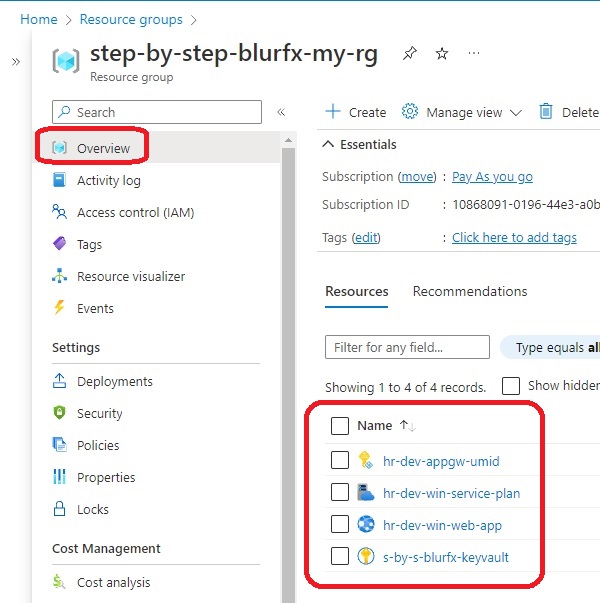 Home > Resource groups >
» step-by-step-blurfx-my-rg ...
Resource group
Search «
Overview
Activity log
Access control (IAM)
Tags
Resource visualizer
Events
Settings
Deployments
Security
Policies
Properties
Locks
Cost Management
Cost analysis
+ Create Manage view Delete
Essentials
Subscription (move) : Pay As you go
Subscription ID : 10868091-0196-44e3-a0b
Tags (edit) : Click here to add tags
Resources Recommendations
Filter for any field... Type equals all
Showing 1 to 4 of 4 records. Show hidden
Name ↑↓
hr-dev-appgw-umid
hr-dev-win-service-plan
hr-dev-win-web-app
s-by-s-blurfx-keyvault